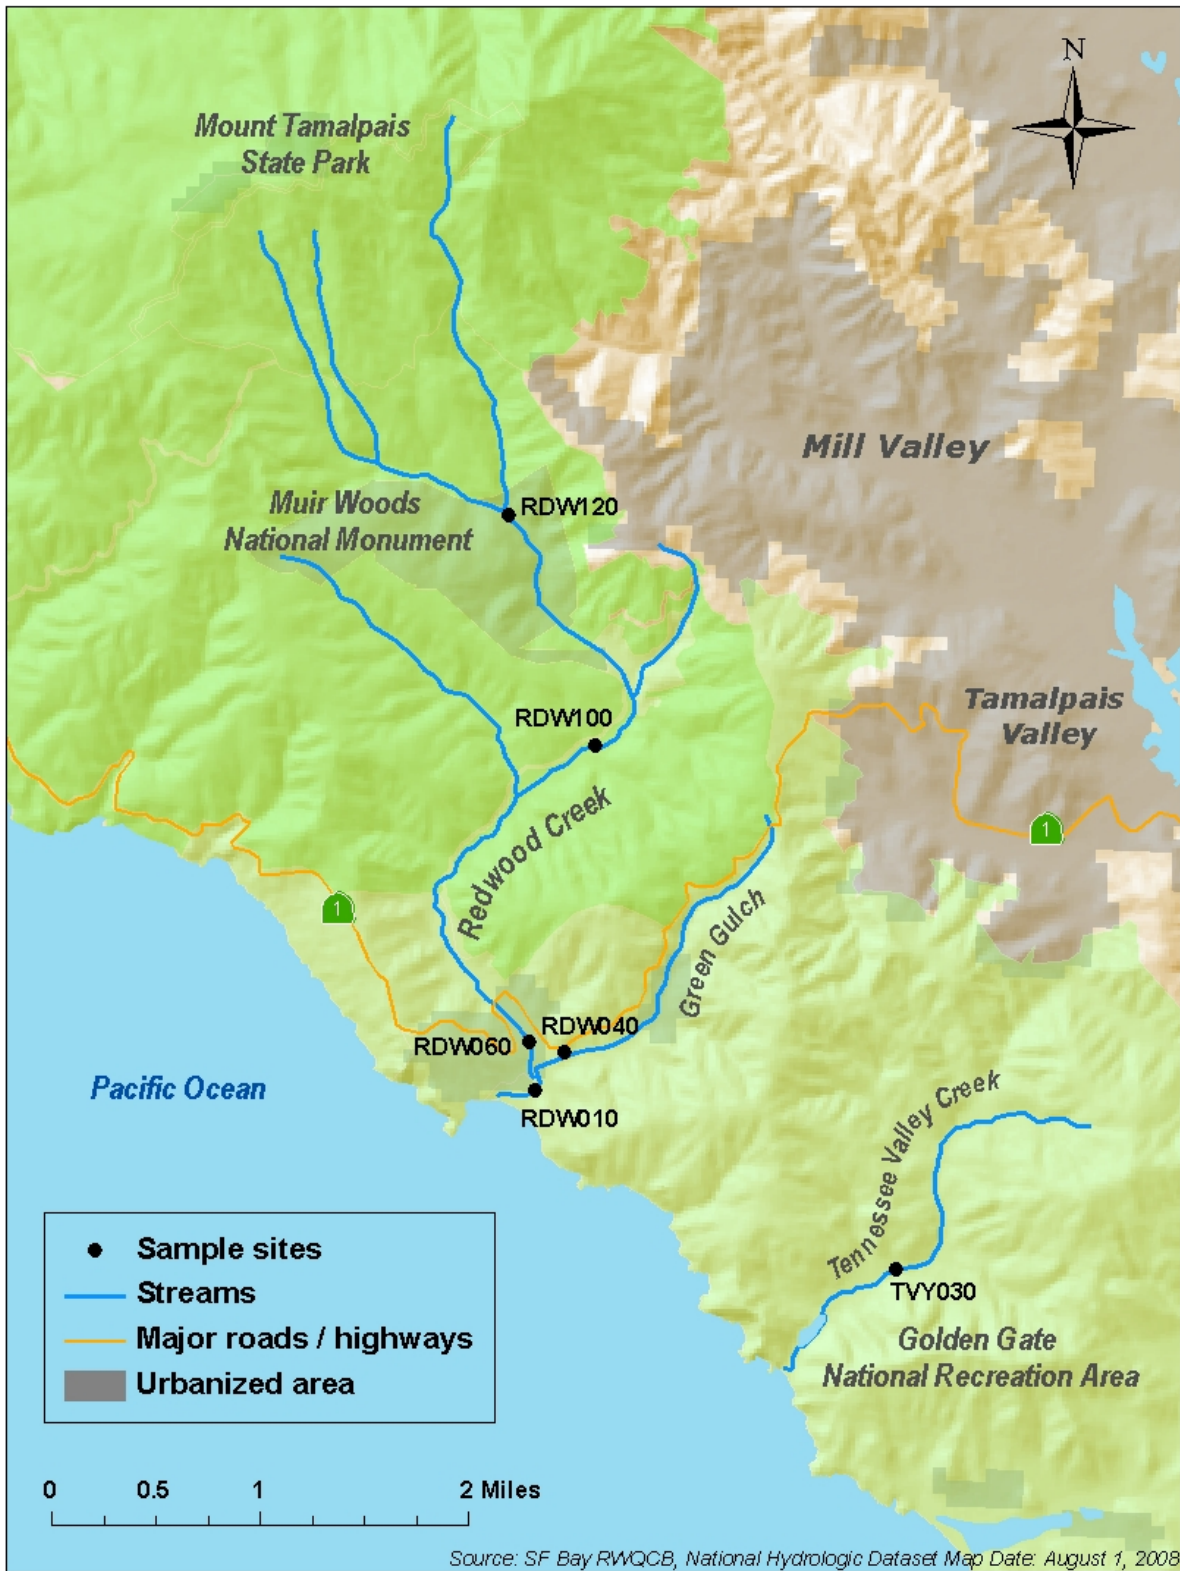 N
Mount Tamalpais
State Park
Mill Valley
Muir Woods
National Monument
RDW120
Tamalpais
Valley
RDW100
Redwood Creek
1
1
Green Gulch
RDW040
RDW060
Pacific Ocean
RDW010
Tennessee Valley Creek
TVY030
Golden Gate
National Recreation Area
Sample sites
Streams
Major roads / highways
Urbanized area
0 0.5 1 2 Miles
Source: SF Bay RWQCB, National Hydrologic Dataset Map Date: August 1, 2008